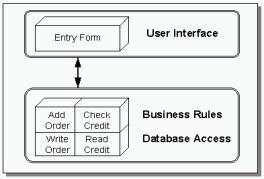 Entry Form
User Interface
Add Order
Check Credit
Business Rules
Write Order
Read Credit
Database Access